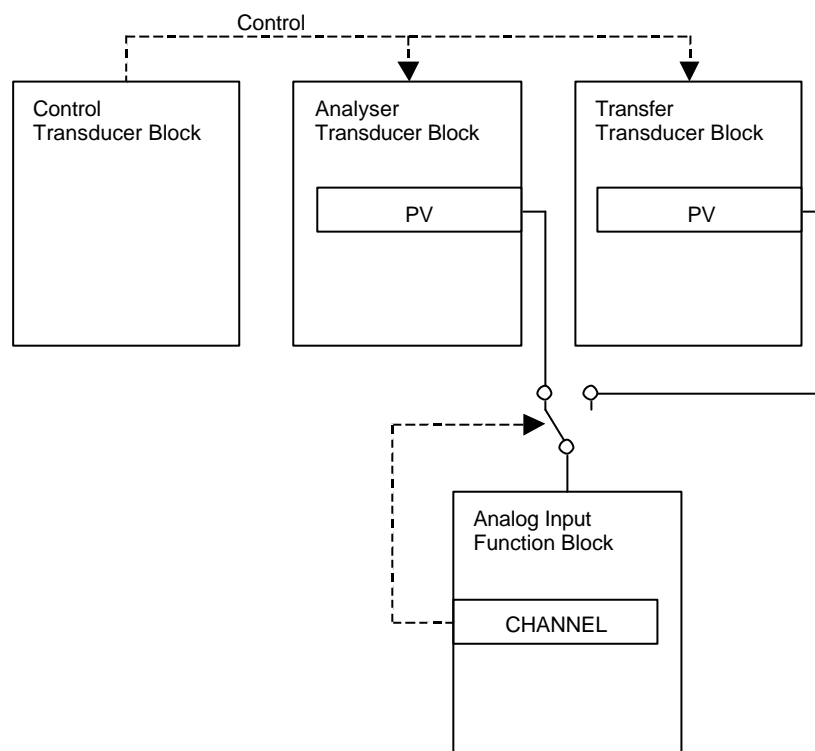 Control
Control
Transducer Block
Analyser
Transducer Block
Transfer
Transducer Block
PV
PV
Analog Input
Function Block
CHANNEL